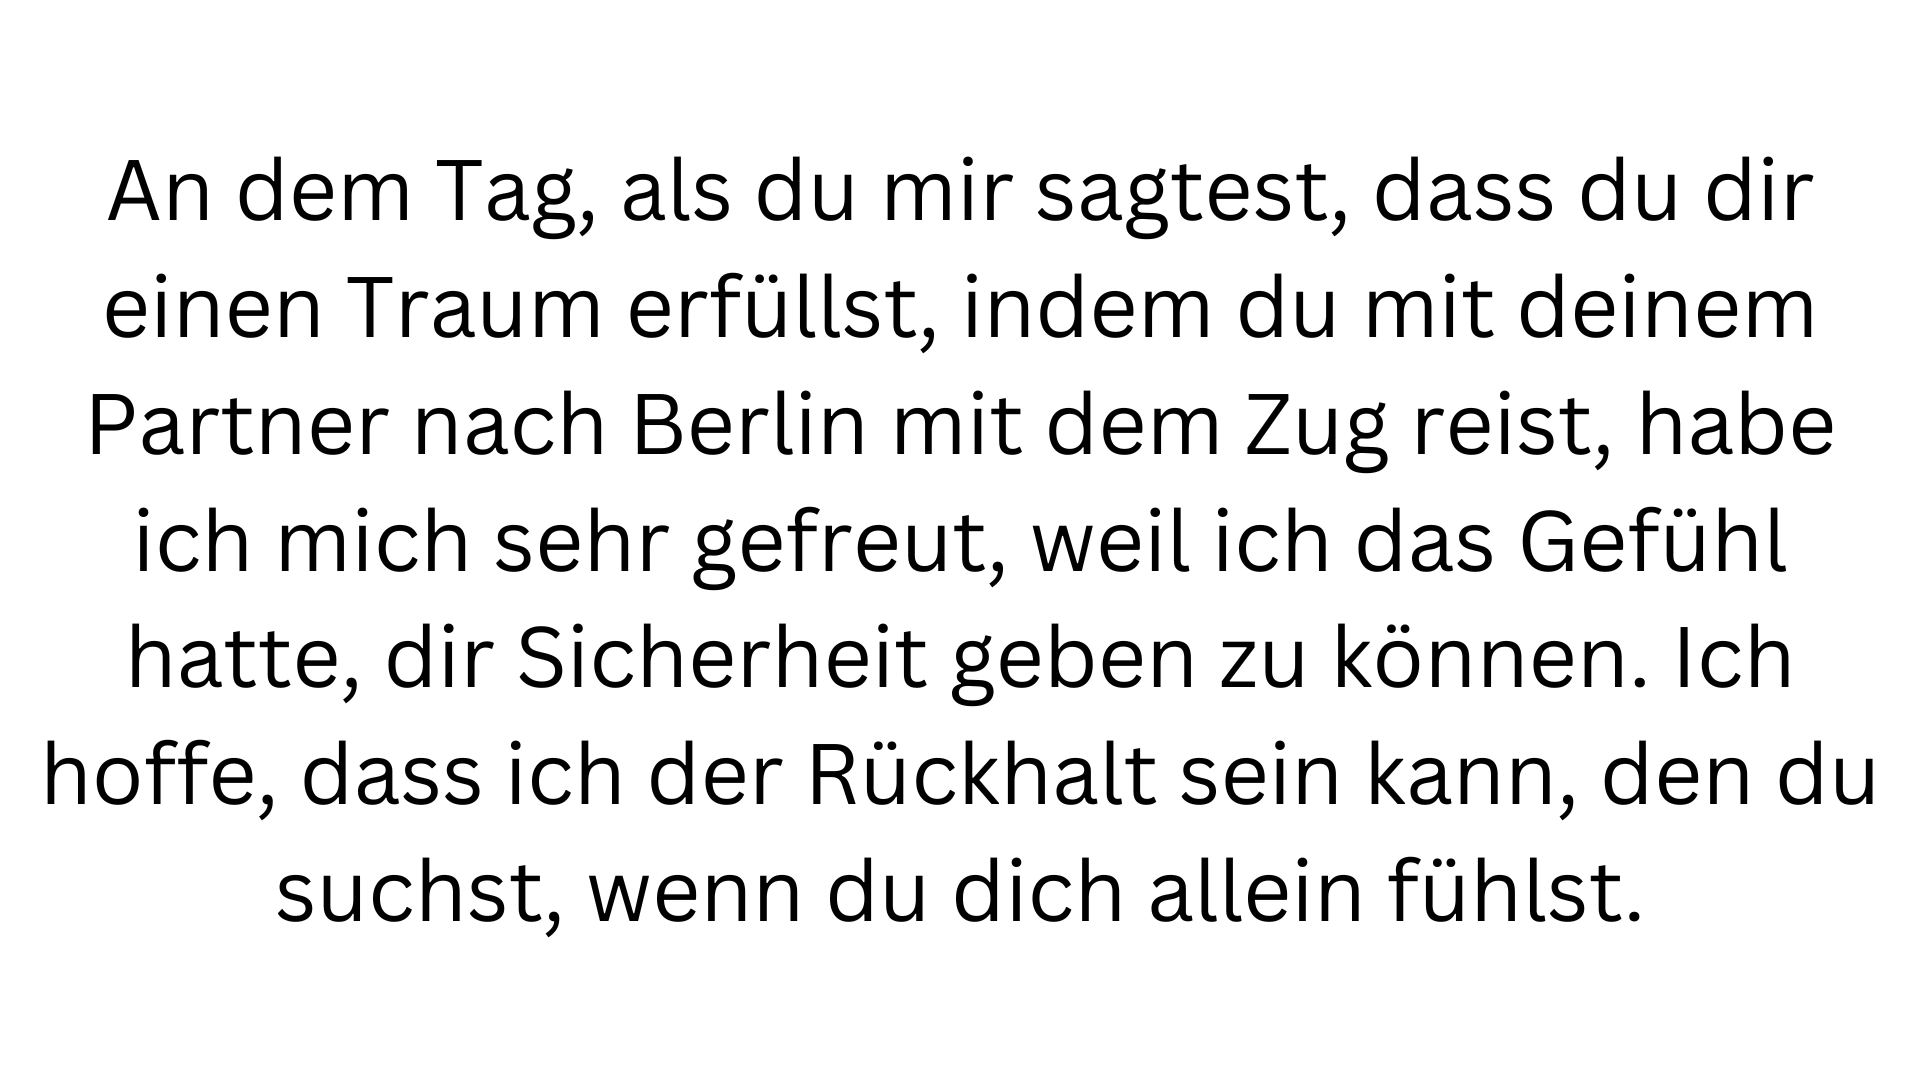 An dem Tag, als du mir sagtest, dass du dir
einen Traum erfüllst, indem du mit deinem
Partner nach Berlin mit dem Zug reist, habe
ich mich sehr gefreut, weil ich das Gefühl
hatte, dir Sicherheit geben zu können. Ich
hoffe, dass ich der Rückhalt sein kann, den du
suchst, wenn du dich allein fühlst.